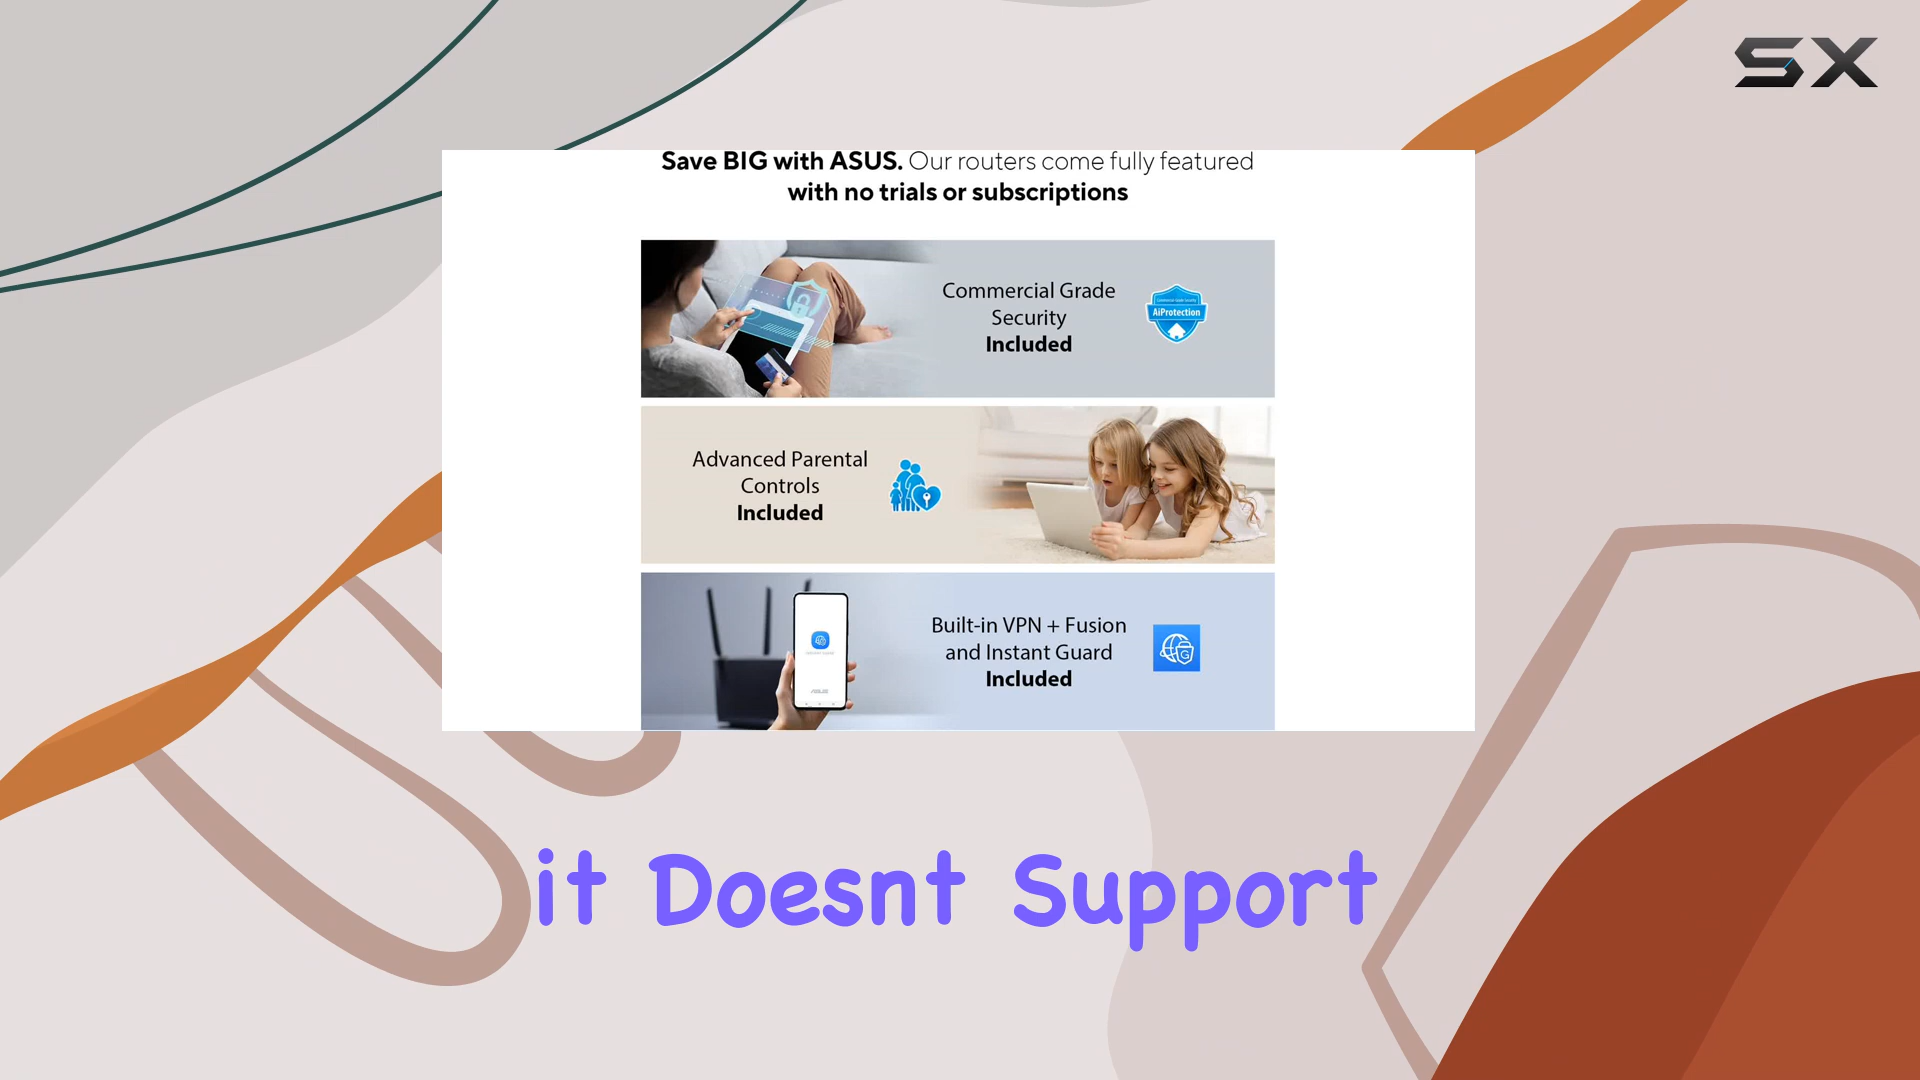 SX
Save BIG with ASUS. Our routers come fully featured
with no trials or subscriptions
Commercial Grade
Security
Included
AiProtection
Advanced Parental
Controls
Included
Built-in VPN + Fusion
and Instant Guard
Included
G
it Doesnt Support